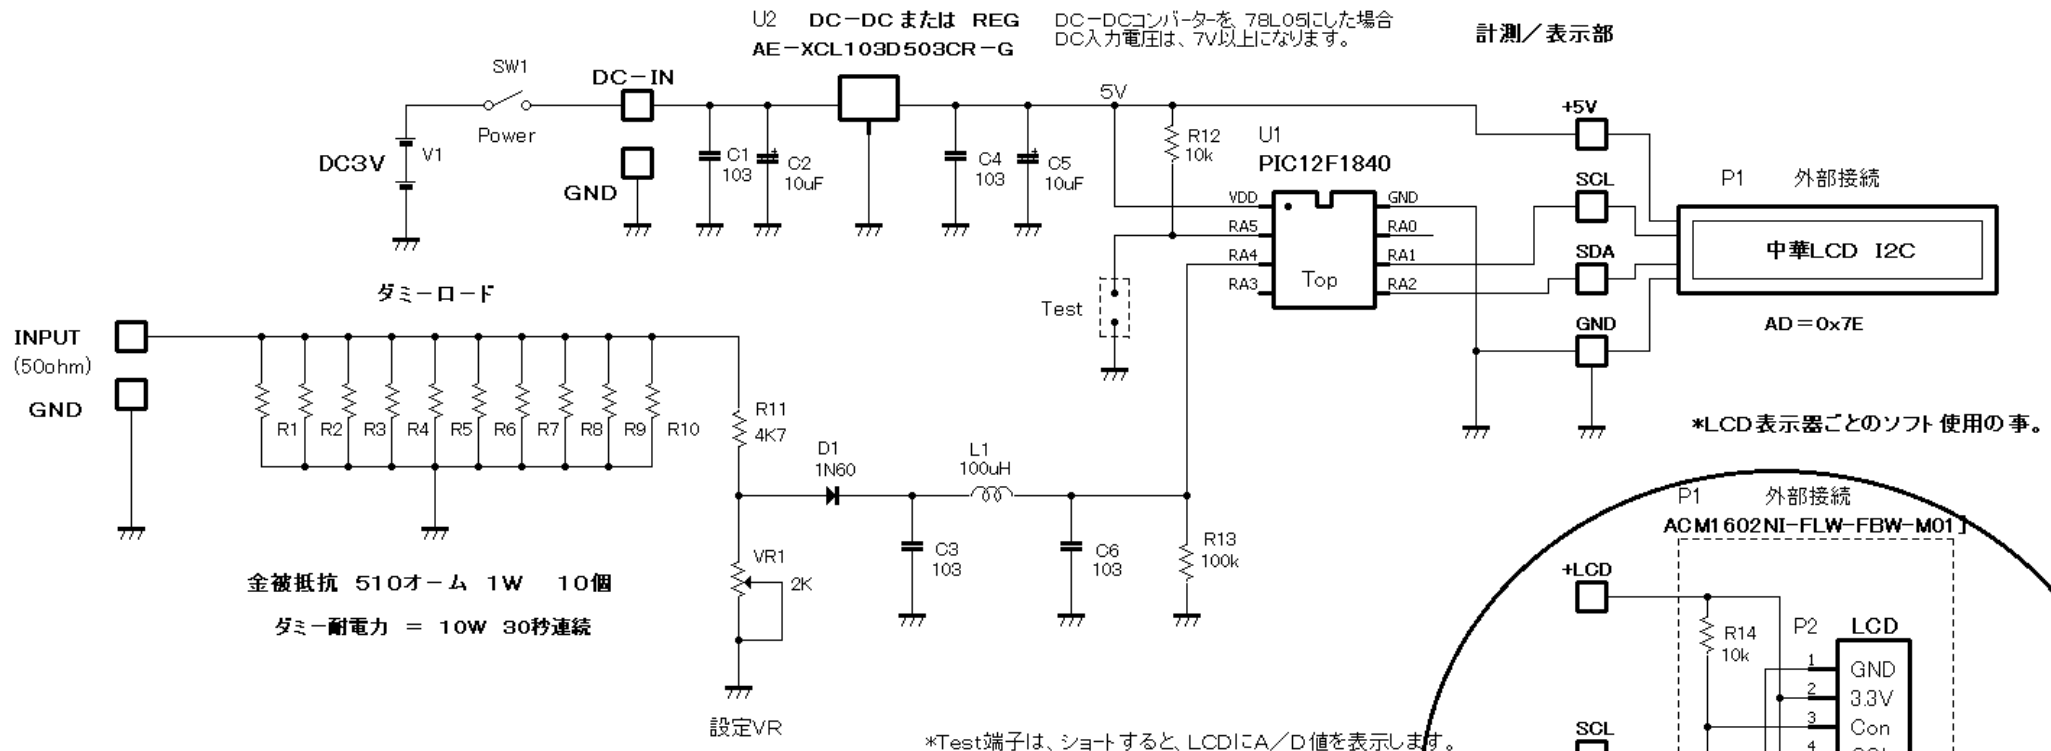 U2 DC-DC または REG
AE-XCL103D503CR-G
DC-DCコンバーターを、78L05にした場合
DC入力電圧は、7V以上になります。
計測／表示部
SW1
Power
DC-IN
GND
DC3V
V1
C1
103
C2
10uF
C4
103
C5
10uF
5V
R12
10k
U1
PIC12F1840
VDD
RA5
RA4
RA3
GND
RA0
RA1
RA2
Top
Test
+5V
SCL
SDA
GND
P1 外部接続
中華LCD I2C
AD=0x7E
*LCD表示器ごとのソフト使用の事。
ダミーロード
INPUT
(50ohm)
GND
R1
R2
R3
R4
R5
R6
R7
R8
R9
R10
R11
4K7
D1
1N60
L1
100uH
C3
103
C6
103
R13
100k
VR1
2K
設定VR
金被抵抗 510オーム 1W 10個
ダミー耐電力 = 10W 30秒連続
*Test端子は、ショートすると、LCDにA／D値を表示します。
P1 外部接続
ACM1602NI-FLW-FBW-M01]
+LCD
R14
10k
P2
LCD
1
GND
2
3.3V
3
Con
4
SCL